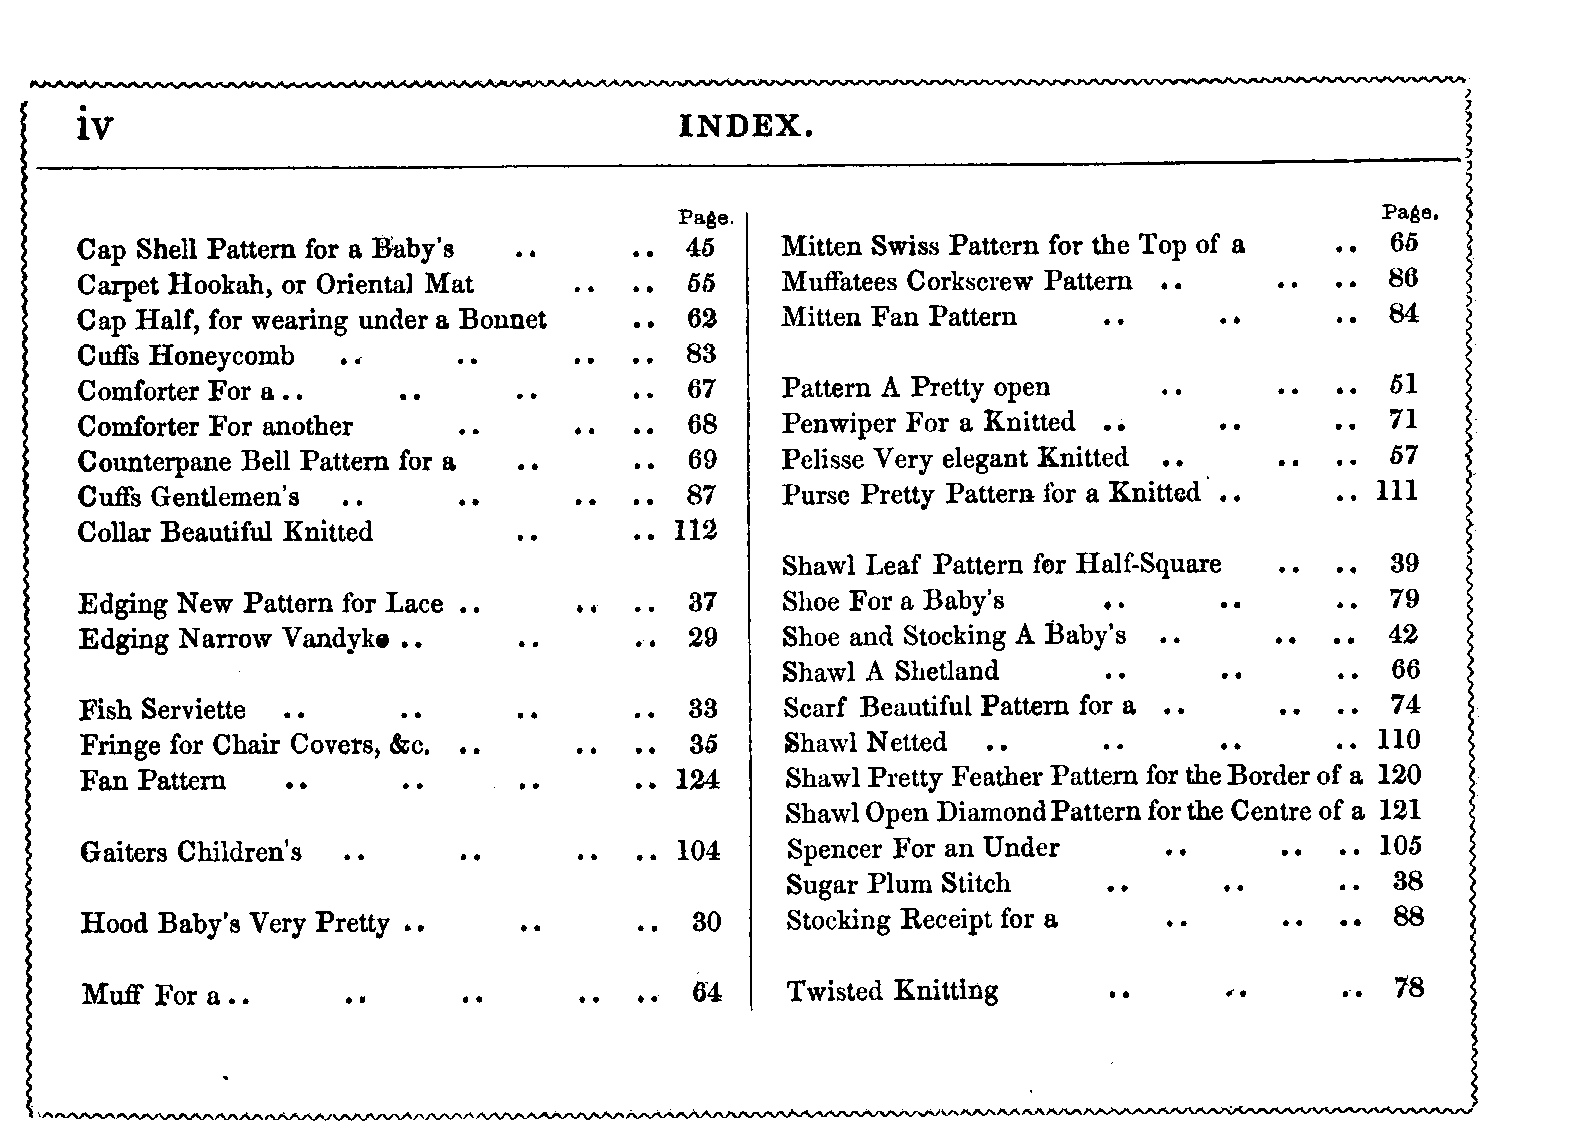 iv INDEX.
Page.
Cap Shell Pattern for a Baby's .. .. 45
Carpet Hookah, or Oriental Mat .. .. 55
Cap Half, for wearing under a Bonnet .. 62
Cuffs Honeycomb .. .. .. .. 83
Comforter For a .. .. .. .. 67
Comforter For another .. .. .. 68
Counterpane Bell Pattern for a .. .. 69
Cuffs Gentlemen's .. .. .. .. 87
Collar Beautiful Knitted .. .. 112
Edging New Pattern for Lace .. .. .. 37
Edging Narrow Vandyke .. .. .. 29
Fish Serviette .. .. .. .. 33
Fringe for Chair Covers, &c. .. .. .. 35
Fan Pattern .. .. .. .. 124
Gaiters Children's .. .. .. .. 104
Hood Baby's Very Pretty .. .. .. 30
Muff For a .. .. .. .. .. 64
Page.
Mitten Swiss Pattern for the Top of a .. 65
Muffatees Corkscrew Pattern .. .. .. 86
Mitten Fan Pattern .. .. .. 84
Pattern A Pretty open .. .. .. 51
Penwiper For a Knitted .. .. .. 71
Pelisse Very elegant Knitted .. .. .. 57
Purse Pretty Pattern for a Knitted .. .. 111
Shawl Leaf Pattern for Half-Square .. .. 39
Shoe For a Baby's .. .. .. 79
Shoe and Stocking A Baby's .. .. .. 42
Shawl A Shetland .. .. .. 66
Scarf Beautiful Pattern for a .. .. .. 74
Shawl Netted .. .. .. .. 110
Shawl Pretty Feather Pattern for the Border of a 120
Shawl Open Diamond Pattern for the Centre of a 121
Spencer For an Under .. .. .. 105
Sugar Plum Stitch .. .. .. 38
Stocking Receipt for a .. .. .. 88
Twisted Knitting .. .. .. 78